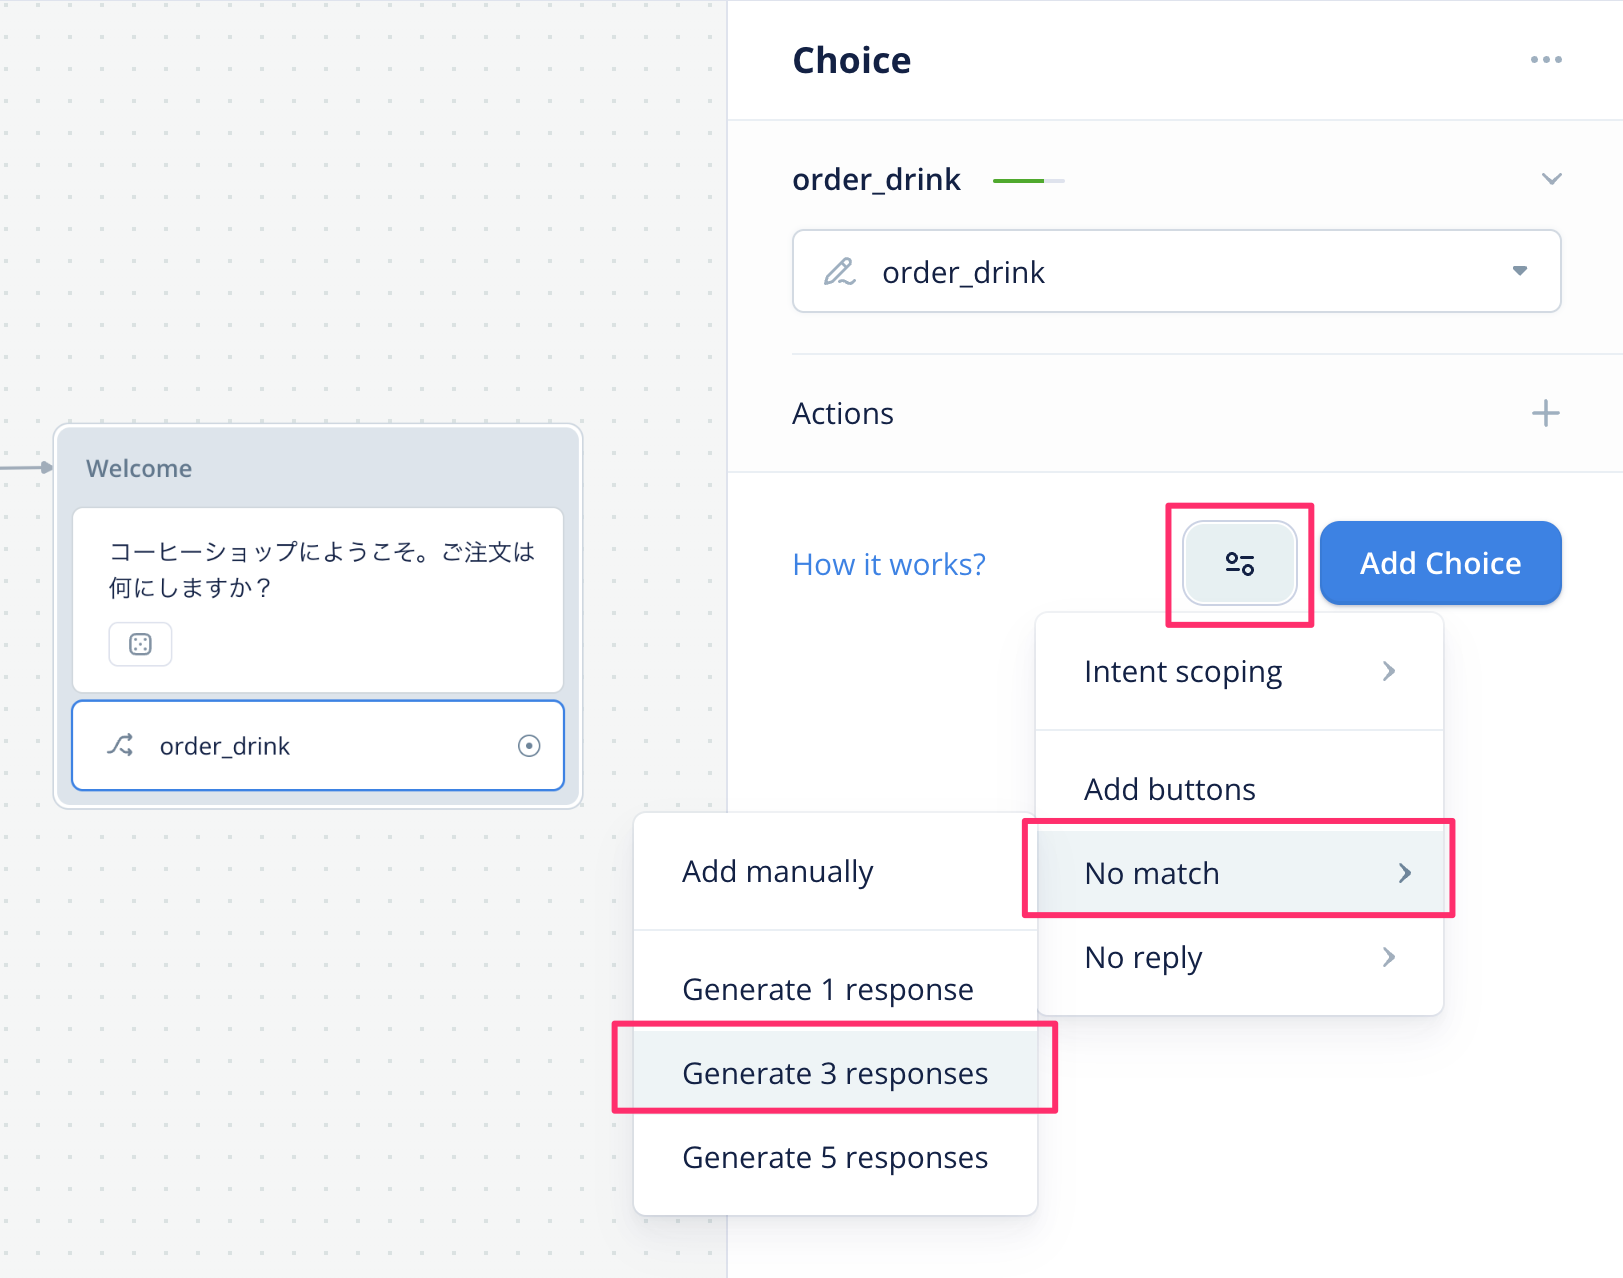 Choice
order_drink
order_drink
Actions
How it works?
Add Choice
Welcome
コーヒーショップにようこそ。ご注文は
何にしますか？
order_drink
Intent scoping
Add buttons
No match
No reply
Add manually
Generate 1 response
Generate 3 responses
Generate 5 responses